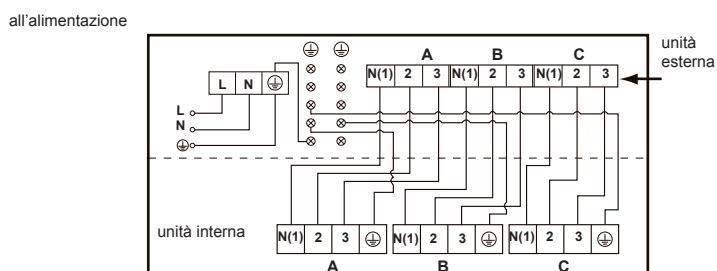 all’alimentazione
unità
esterna
A B C
N(1) 2 3 N(1) 2 3 N(1) 2 3
L N
L
N
unità interna
N(1) 2 3 N(1) 2 3 N(1) 2 3
A B C